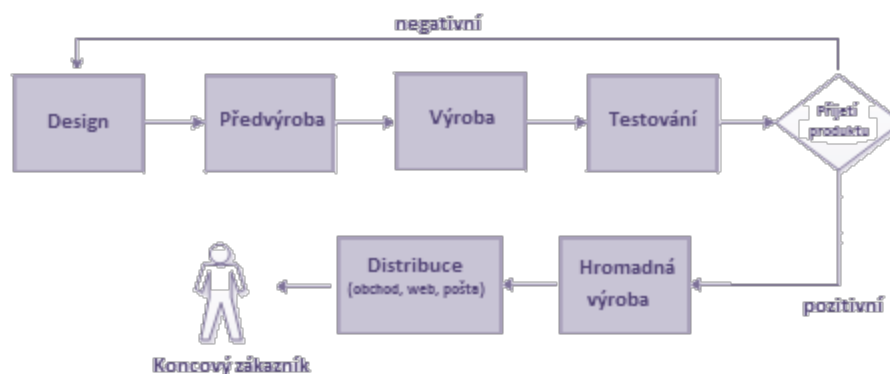 negativní
Design
Předvýroba
Výroba
Testování
Přijetí
produktu
Distribuce
(obchod, web, pošta)
Hromadná
výroba
pozitivní
Koncový zákazník